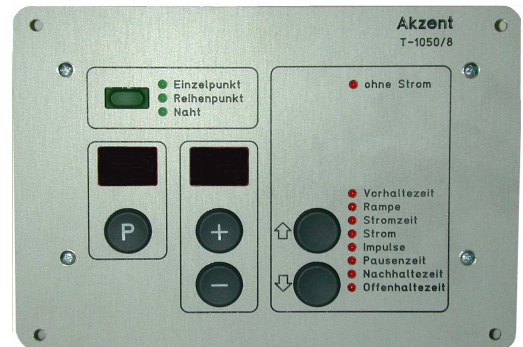 Akzent
T-1050/8
Einzelpunkt
Reihenpunkt
Naht
ohne Strom
P
+
−
Vorhaltezeit
Rampe
Stromzeit
Strom
Impulse
Pausenzeit
Nachhaltezeit
Offenhaltezeit